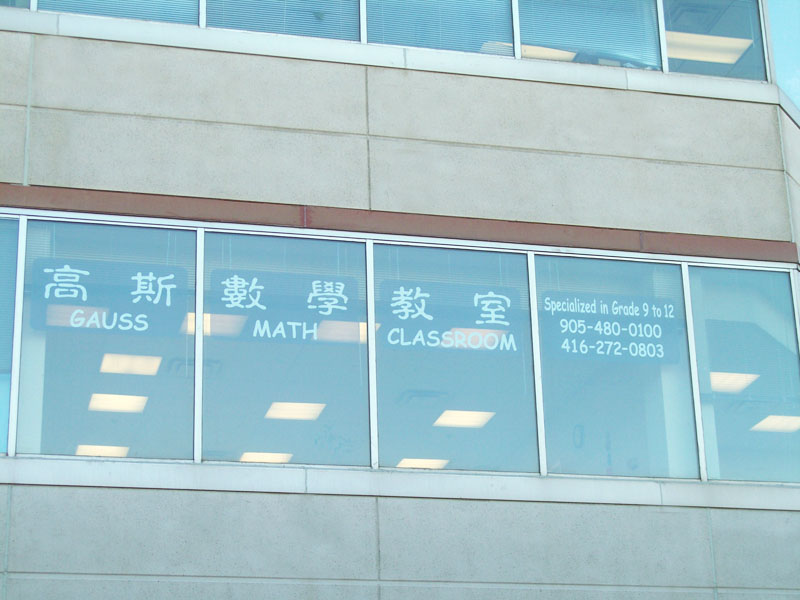 高斯 數學 教室
GAUSS MATH CLASSROOM
Specialized in Grade 9 to 12
905-480-0100
416-272-0803